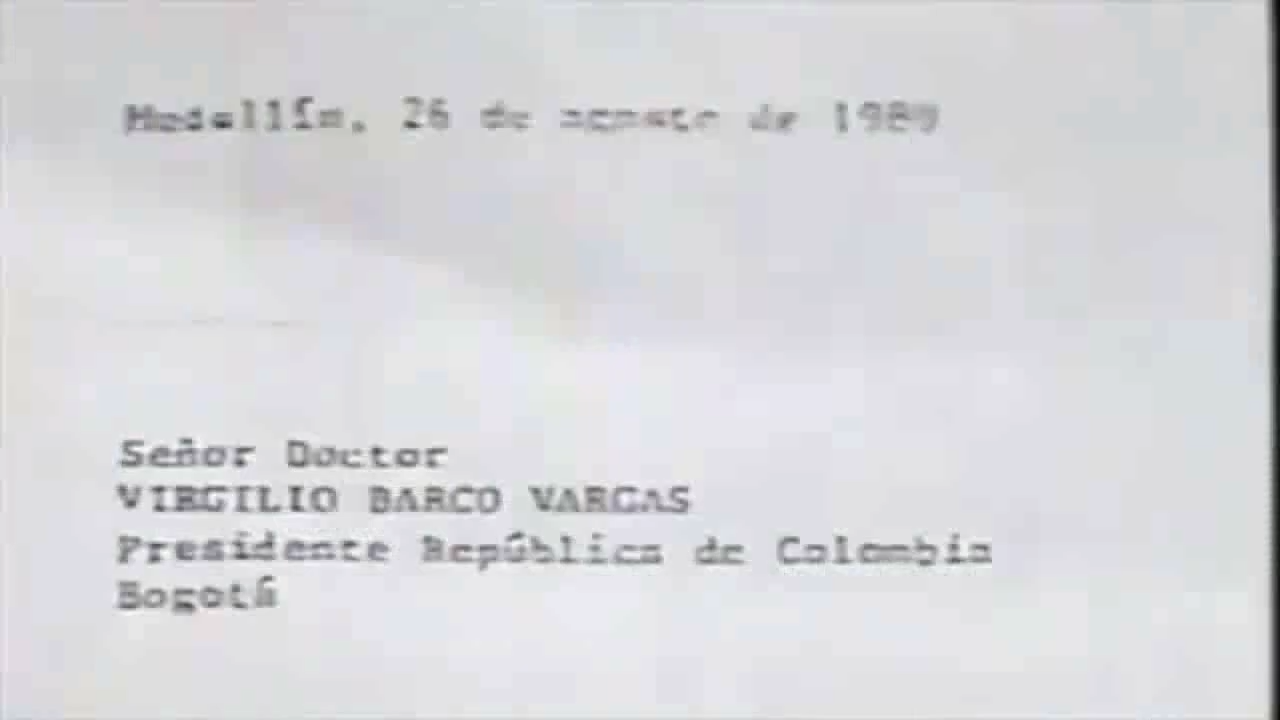 Medellín, 26 de agosto de 1989
Señor Doctor
VIRGILIO BARCO VARGAS
Presidente República de Colombia
Bogotá